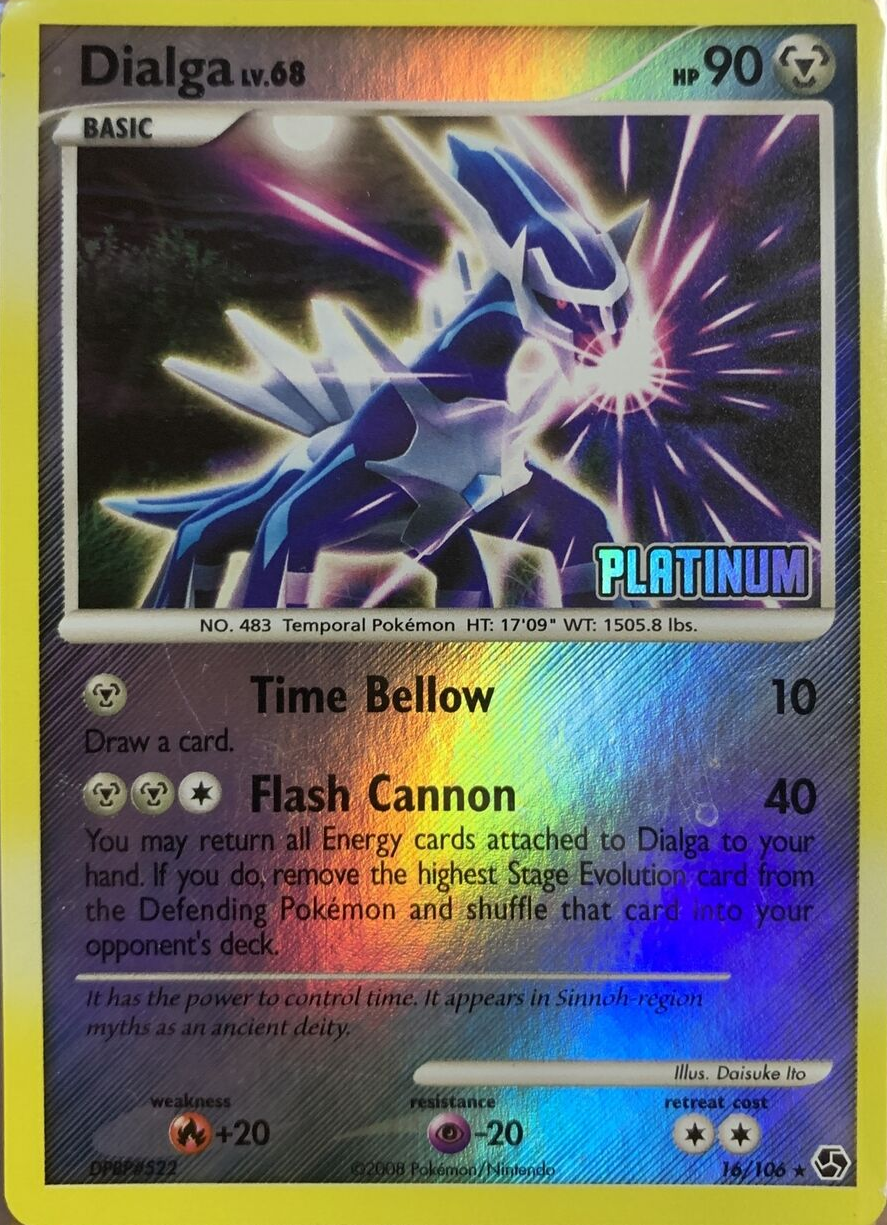 Dialga LV.68 HP 90
BASIC
PLATINUM
NO. 483 Temporal Pokémon HT: 17'09" WT: 1505.8 lbs.
Time Bellow 10
Draw a card.
Flash Cannon 40
You may return all Energy cards attached to Dialga to your
hand. If you do, remove the highest Stage Evolution card from
the Defending Pokémon and shuffle that card into your
opponent's deck.
It has the power to control time. It appears in Sinnoh-region
myths as an ancient deity.
Illus. Daisuke Ito
weakness resistance retreat cost
+20 -20
DPBP#522 ©2008 Pokémon/Nintendo 16/106 ★